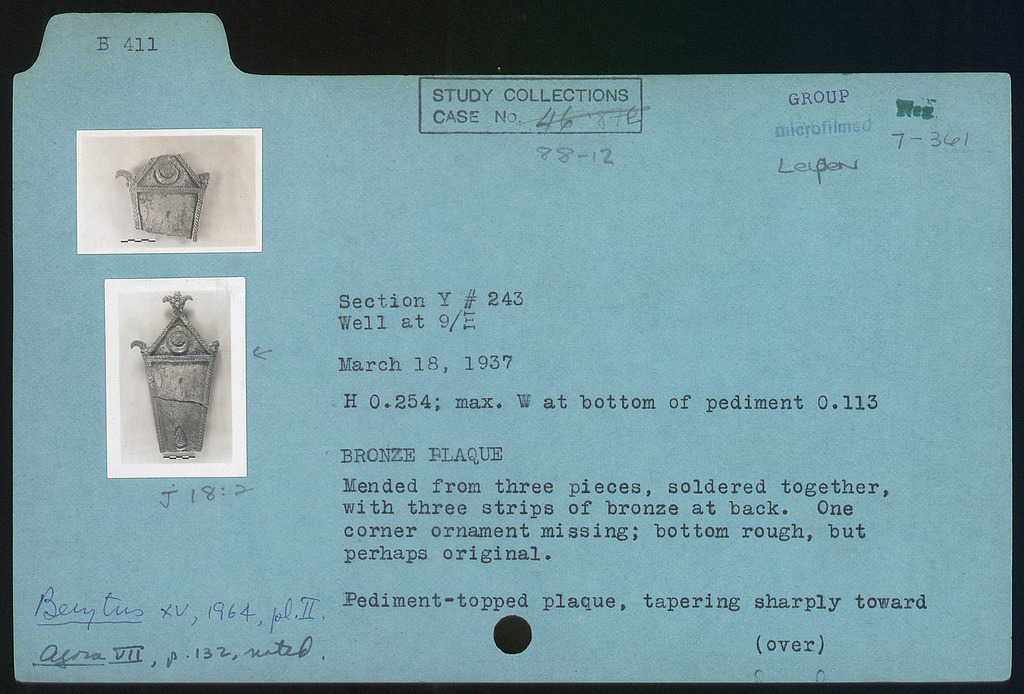 B 411
STUDY COLLECTIONS
CASE No.
88-12
GROUP
Neg.
microfilmed
7-361
Leyden
Section Y # 243
Well at 9/Ξ
March 18, 1937
H 0.254; max. W at bottom of pediment 0.113
BRONZE PLAQUE
Mended from three pieces, soldered together,
with three strips of bronze at back. One
corner ornament missing; bottom rough, but
perhaps original.
Pediment-topped plaque, tapering sharply toward
(over)
←
J 18:2
Berytus XV, 1964, pl. II.
Agora VII, p. 132, noted.